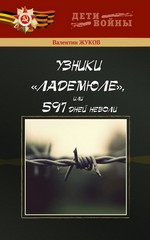 ДЕТИ
ВОЙНЫ
Валентин ЖУКОВ
УЗНИКИ
«ЛАДЕМЮЛЕ»,
ИЛИ
597 ДНЕЙ НЕВОЛИ